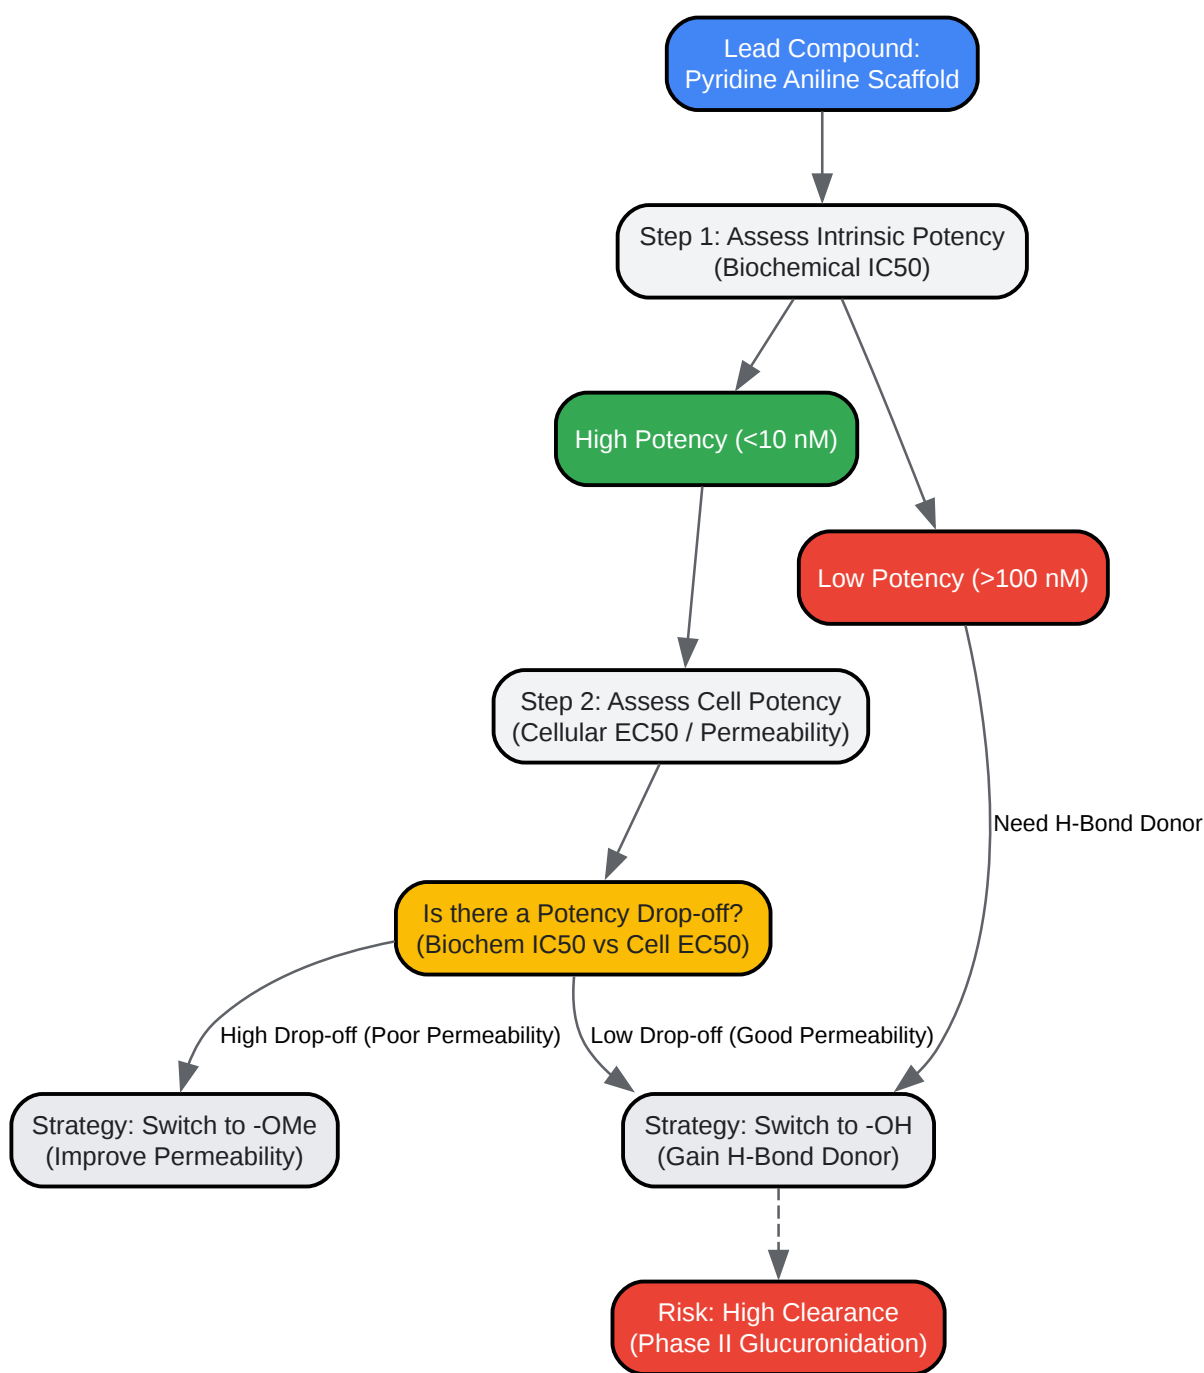 Lead Compound:
Pyridine Aniline Scaffold
Step 1: Assess Intrinsic Potency
(Biochemical IC50)
High Potency (<10 nM)
Low Potency (>100 nM)
Step 2: Assess Cell Potency
(Cellular EC50 / Permeability)
Need H-Bond Donor
Is there a Potency Drop-off?
(Biochem IC50 vs Cell EC50)
High Drop-off (Poor Permeability)
Low Drop-off (Good Permeability)
Strategy: Switch to -OMe
(Improve Permeability)
Strategy: Switch to -OH
(Gain H-Bond Donor)
Risk: High Clearance
(Phase II Glucuronidation)